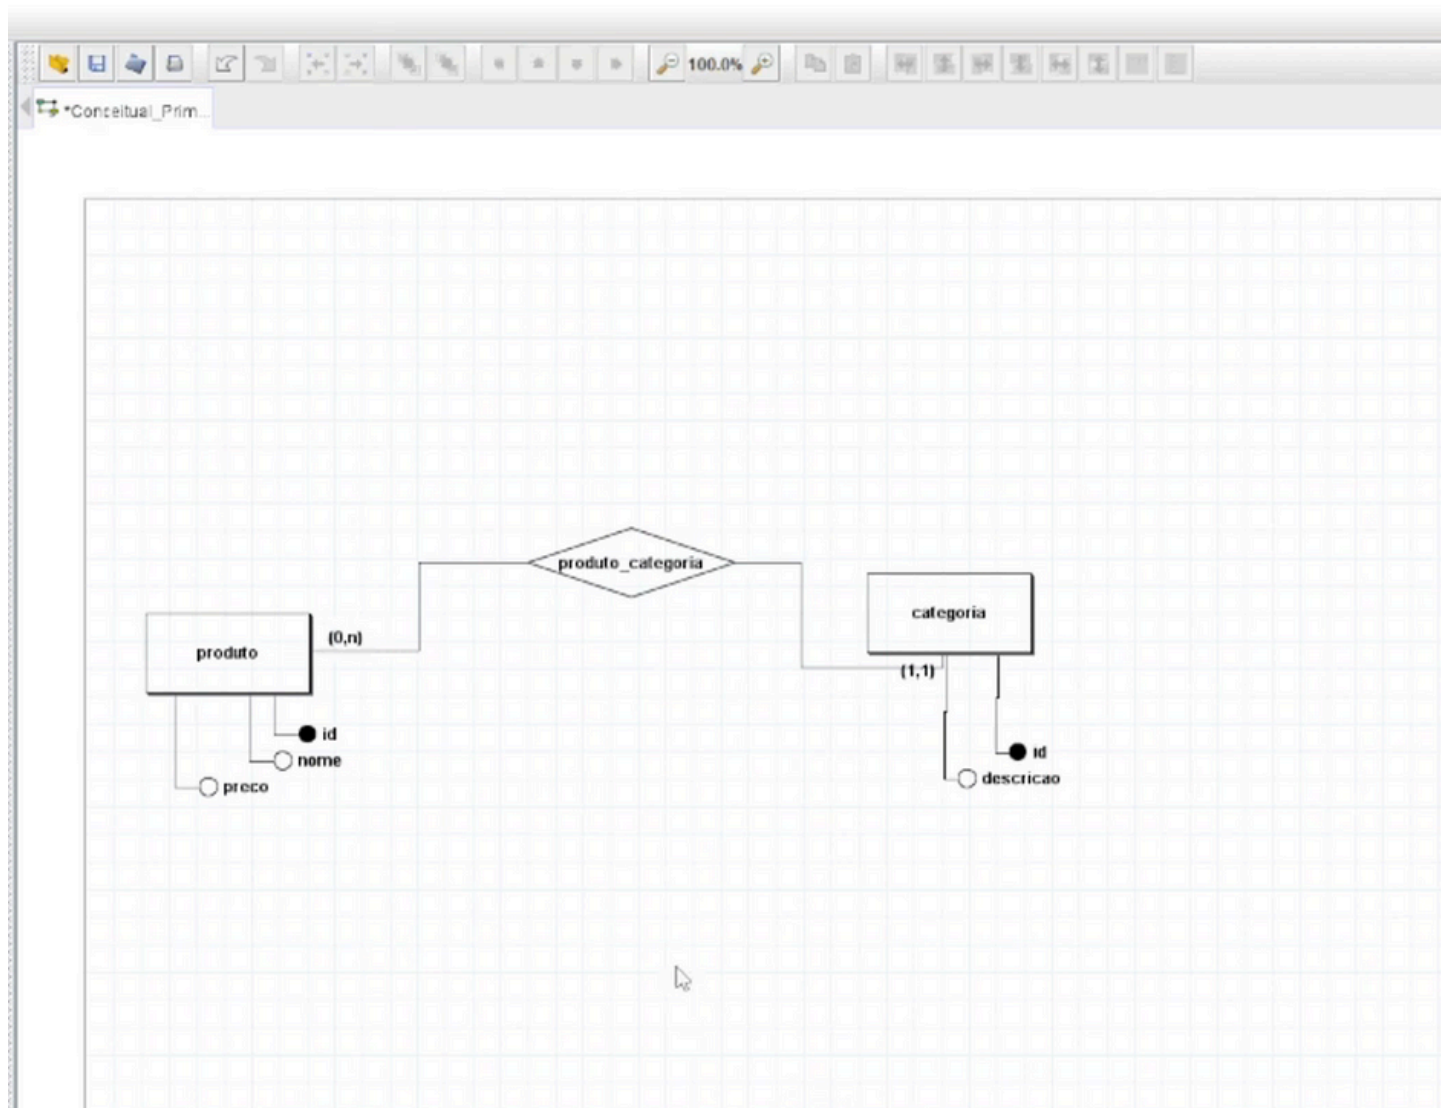 100.0%
*Conceitual_Prim...
produto_categoria
categoria
(0,n)
produto
(1,1)
id
nome
preco
id
descricao